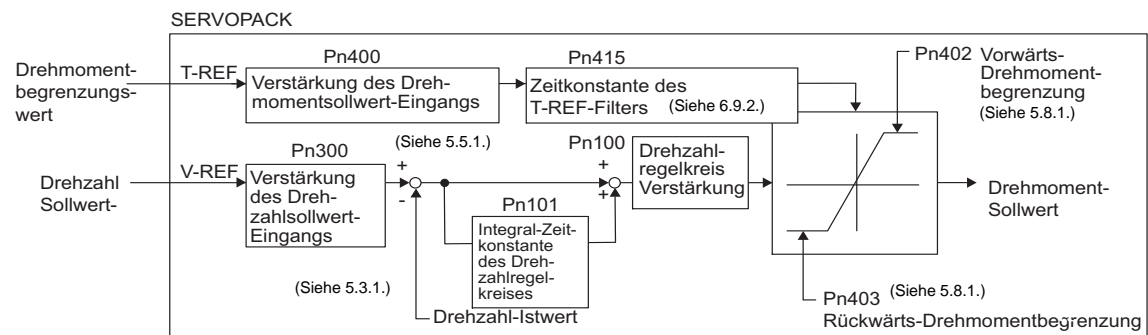 SERVOPACK
Drehmoment-
begrenzungs-
wert
T-REF
Pn400
Verstärkung des Dreh-
momentsollwert-Eingangs
Pn415
Zeitkonstante des
T-REF-Filters
(Siehe 6.9.2.)
Pn402
Vorwärts-
Drehmoment-
begrenzung
(Siehe 5.8.1.)
(Siehe 5.5.1.)
Drehzahl
Sollwert-
V-REF
Pn300
Verstärkung
des Dreh-
zahlsollwert-
Eingangs
+
-
Pn101
Integral-Zeit-
konstante
des Dreh-
zahlregel-
kreises
+
+
Pn100
Drehzahl-
regelkreis
Verstärkung
Drehmoment-
Sollwert
(Siehe 5.3.1.)
Drehzahl-Istwert
Pn403
(Siehe 5.8.1.)
Rückwärts-Drehmomentbegrenzung